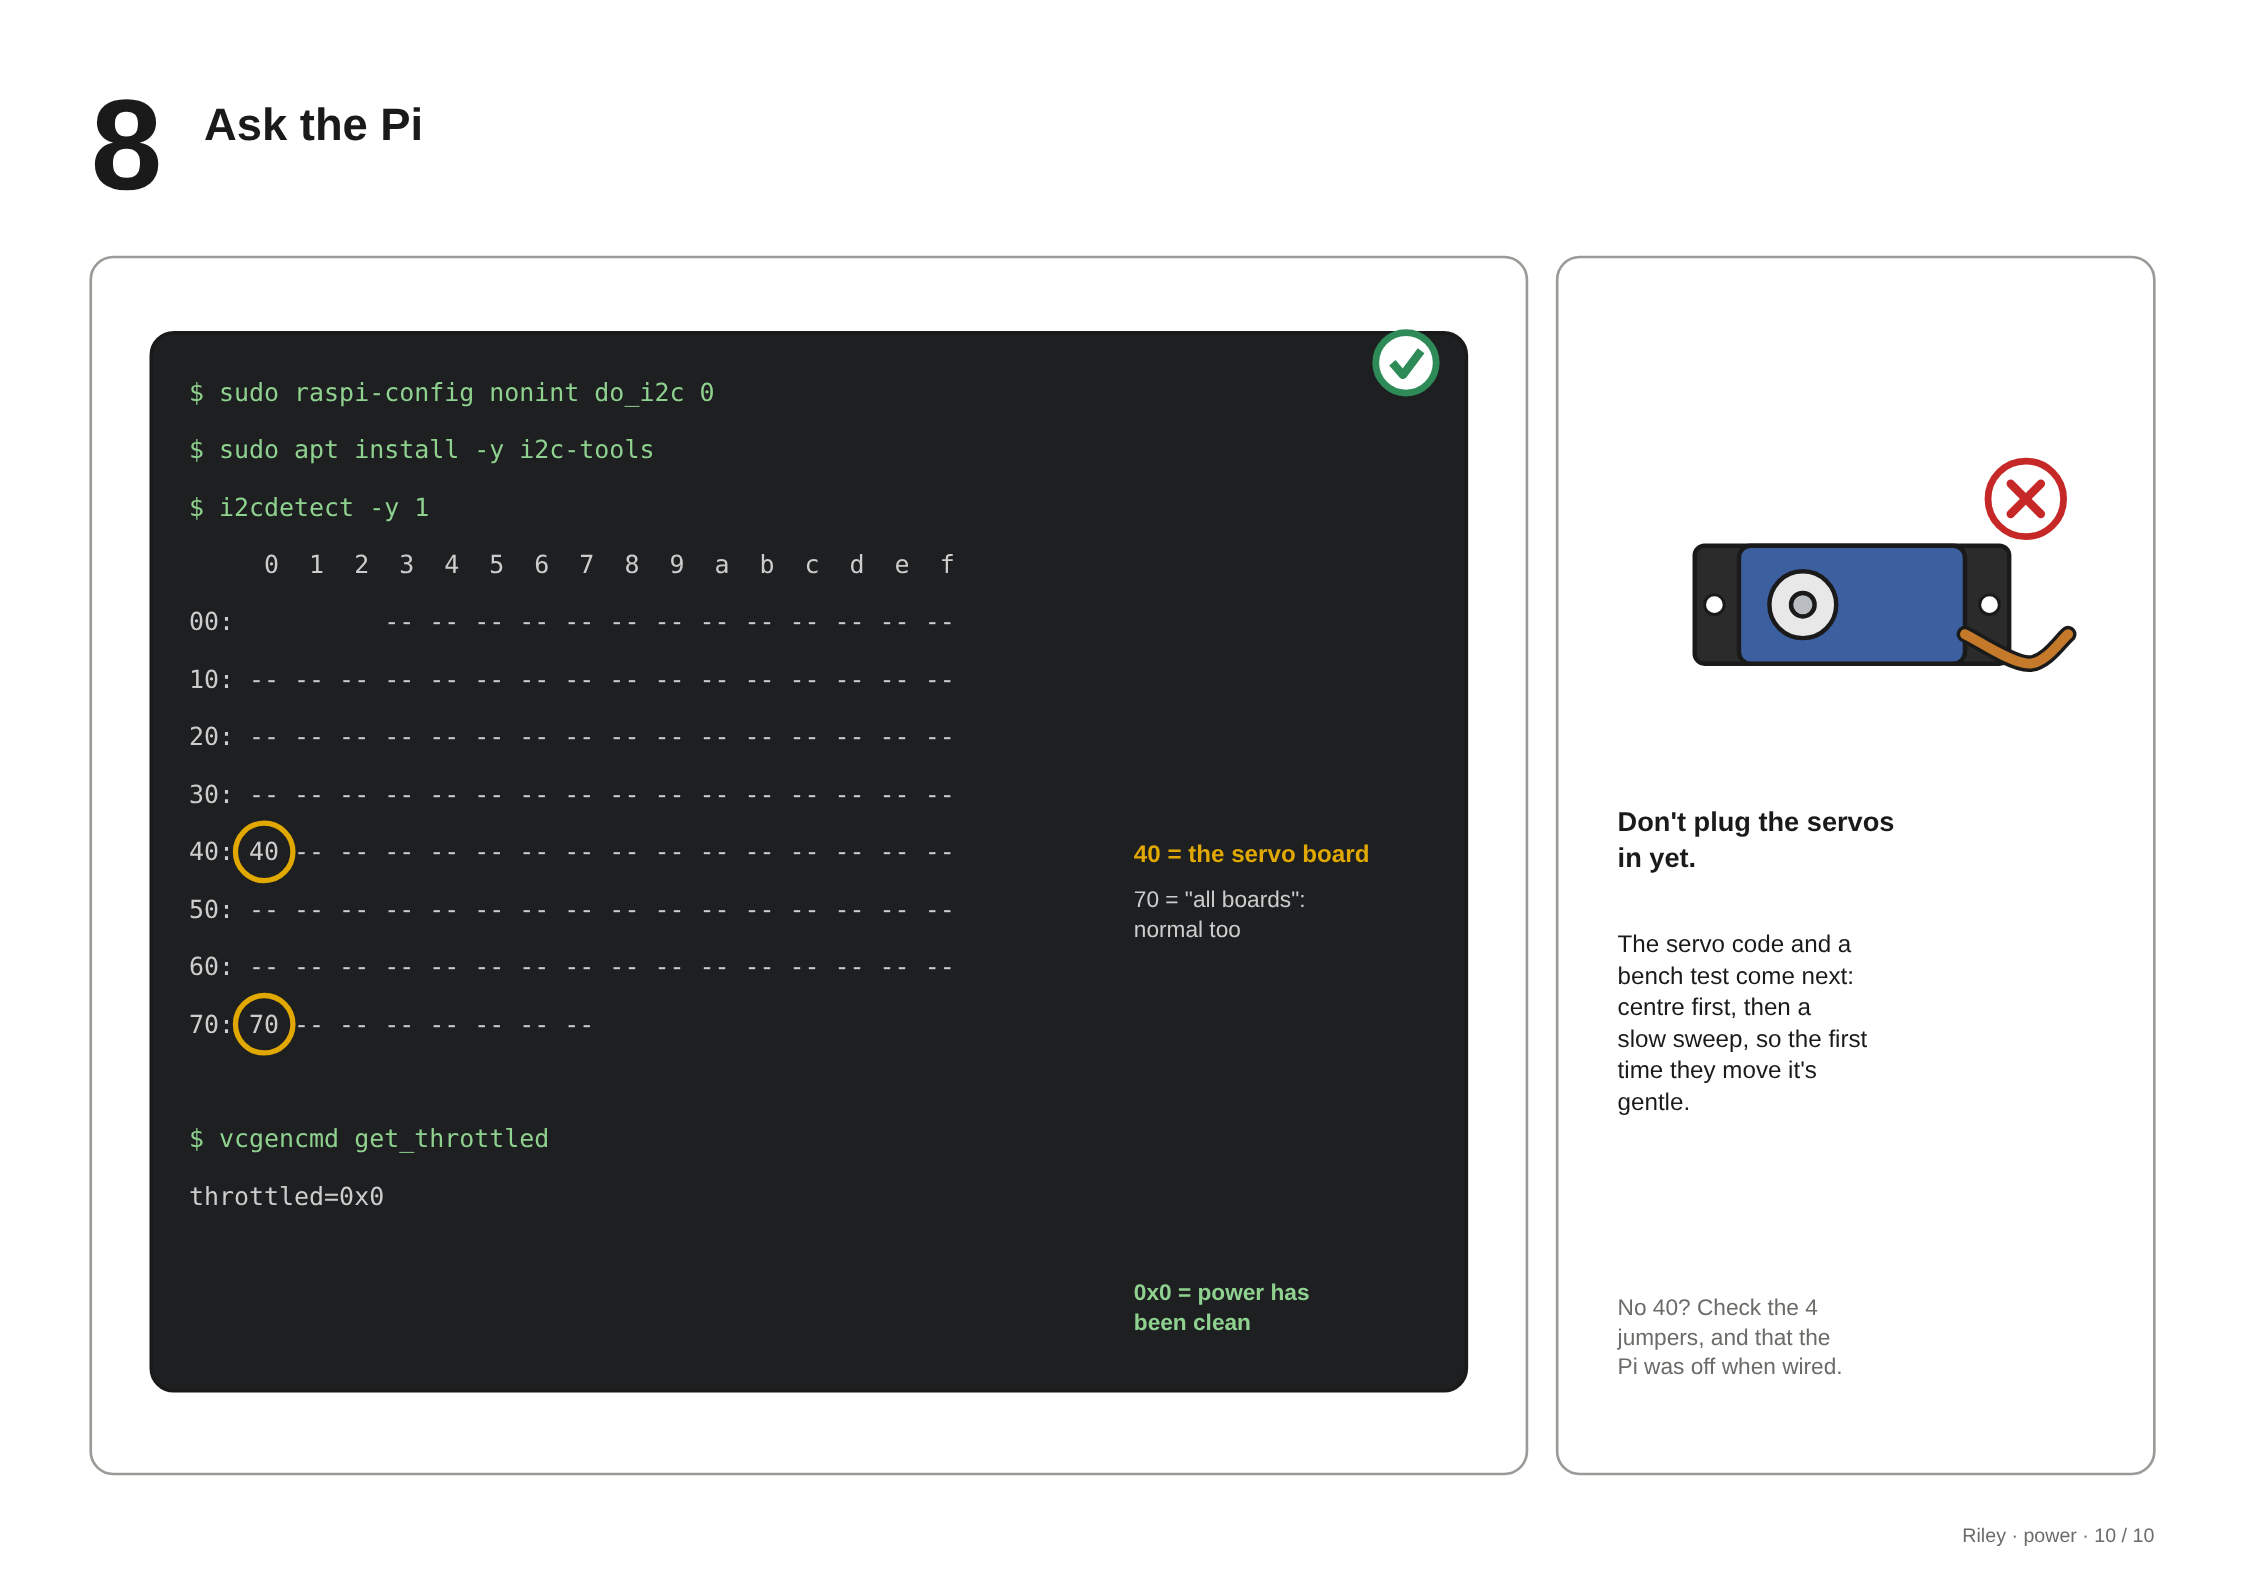 8 Ask the Pi
$ sudo raspi-config nonint do_i2c 0
$ sudo apt install -y i2c-tools
$ i2cdetect -y 1
     0  1  2  3  4  5  6  7  8  9  a  b  c  d  e  f
00:          -- -- -- -- -- -- -- -- -- -- -- -- --
10: -- -- -- -- -- -- -- -- -- -- -- -- -- -- -- --
20: -- -- -- -- -- -- -- -- -- -- -- -- -- -- -- --
30: -- -- -- -- -- -- -- -- -- -- -- -- -- -- -- --
40: 40 -- -- -- -- -- -- -- -- -- -- -- -- -- -- --
50: -- -- -- -- -- -- -- -- -- -- -- -- -- -- -- --
60: -- -- -- -- -- -- -- -- -- -- -- -- -- -- -- --
70: 70 -- -- -- -- -- -- --
$ vcgencmd get_throttled
throttled=0x0
40 = the servo board
70 = "all boards":
normal too
0x0 = power has
been clean
Don't plug the servos
in yet.
The servo code and a
bench test come next:
centre first, then a
slow sweep, so the first
time they move it's
gentle.
No 40? Check the 4
jumpers, and that the
Pi was off when wired.
Riley · power · 10 / 10